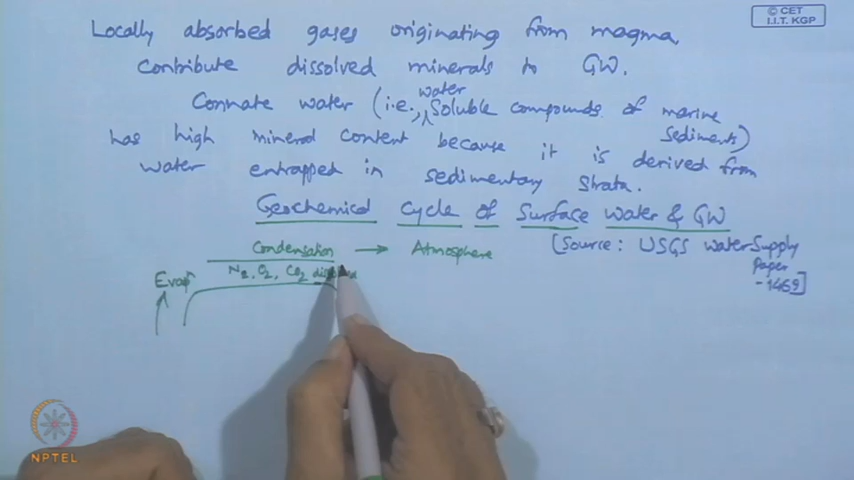 © CET
I.I.T. KGP
Locally absorbed gases originating from magma,
contribute dissolved minerals to GW.
Connate water (i.e., water soluble compounds of marine sediments)
has high mineral content because it is derived from
water entrapped in sedimentary strata.
Geochemical cycle of Surface Water & GW
[Source: USGS Water Supply Paper - 1469]
Condensation → Atmosphere
Evapⁿ
N2, O2, CO2
NPTEL